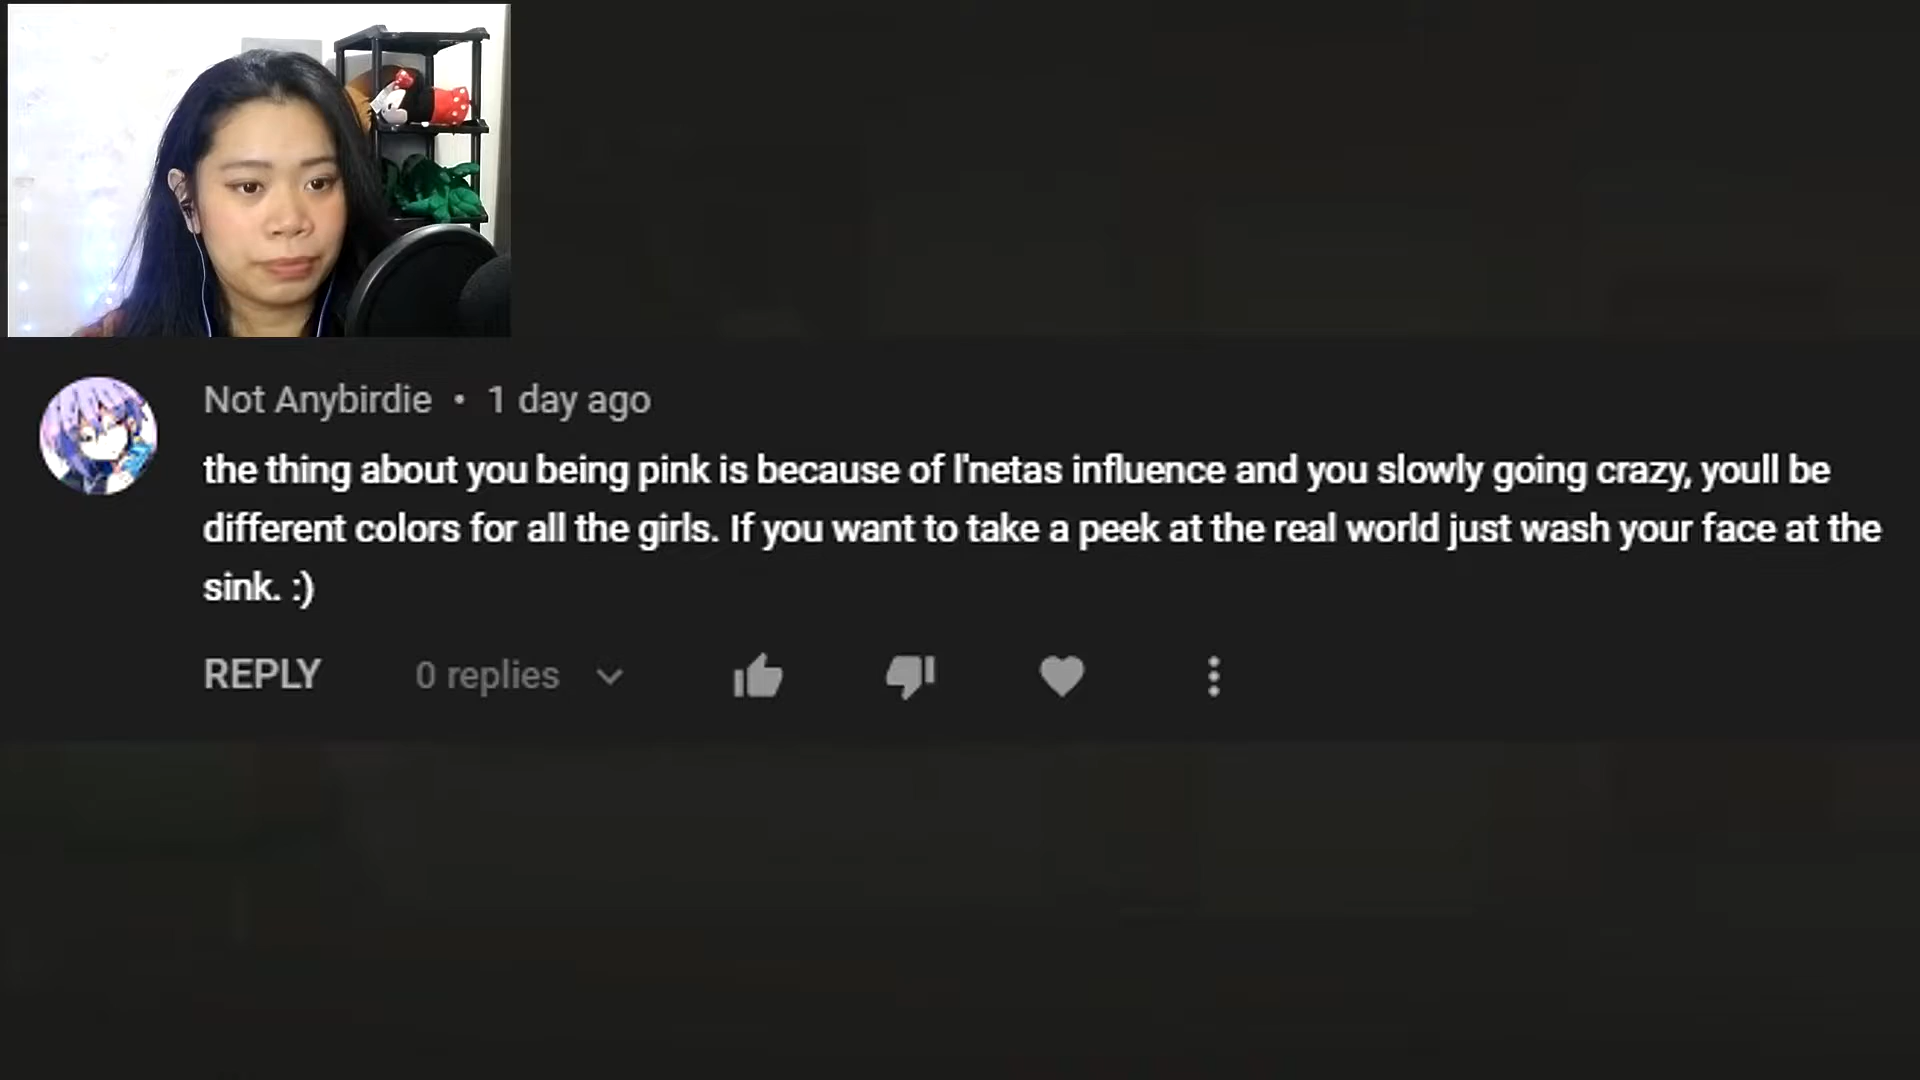 Not Anybirdie • 1 day ago
the thing about you being pink is because of I'netas influence and you slowly going crazy, youll be
different colors for all the girls. If you want to take a peek at the real world just wash your face at the
sink. :)
REPLY 0 replies